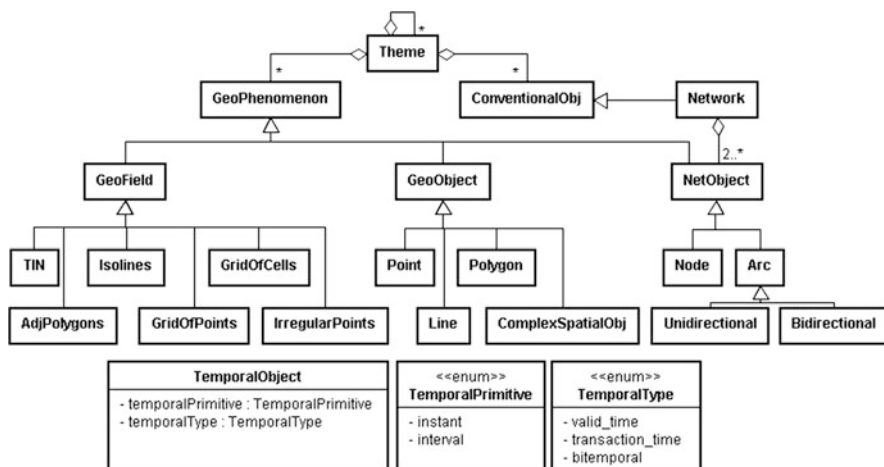 *
Theme
*
*
GeoPhenomenon
ConventionalObj
Network
2..*
GeoField
GeoObject
NetObject
TIN
Isolines
GridOfCells
Point
Polygon
Node
Arc
AdjPolygons
GridOfPoints
IrregularPoints
Line
ComplexSpatialObj
Unidirectional
Bidirectional
TemporalObject
- temporalPrimitive : TemporalPrimitive
- temporalType : TemporalType
<<enum>>
TemporalPrimitive
- instant
- interval
<<enum>>
TemporalType
- valid_time
- transaction_time
- bitemporal